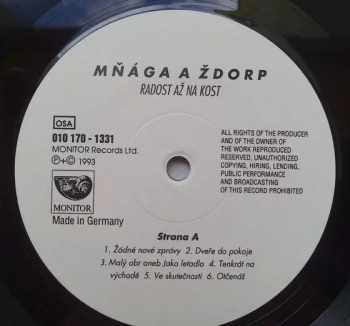 MŇÁGA A ŽDORP
RADOST AŽ NA KOST
OSA
010 170 - 1331
MONITOR Records Ltd.
Ⓟ+© 1993
MONITOR
Made in Germany
ALL RIGHTS OF THE PRODUCER
AND OF THE OWNER OF
THE WORK REPRODUCED
RESERVED, UNAUTHORIZED
COPYING, HIRING, LENDING,
PUBLIC PERFORMANCE
AND BROADCASTING
OF THIS RECORD PROHIBITED
Strana A
1. Žádné nové zprávy 2. Dveře do pokoje
3. Malý obr aneb Jako letadlo 4. Tenkrát na
východě 5. Ve skutečnosti 6. Otčenáš